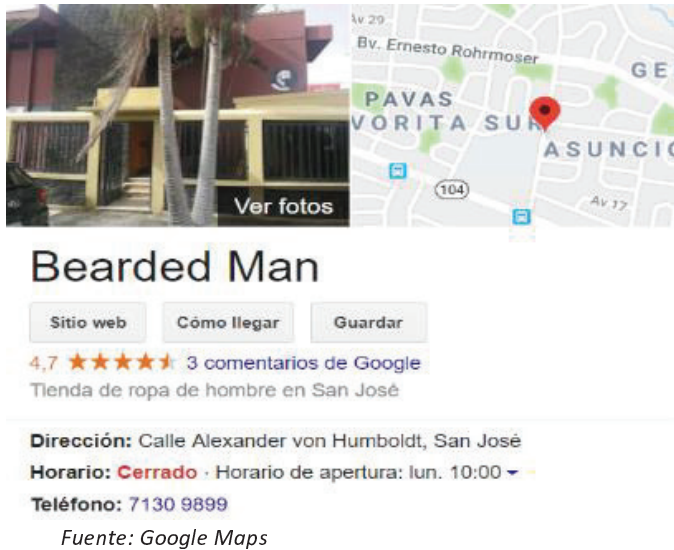 Ver fotos
Av 29
Bv. Ernesto Rohrmoser
GE
PAVAS
VORITA SUR
ASUNCIÓ
104
Av 17
Bearded Man
Sitio web
Cómo llegar
Guardar
4,7 3 comentarios de Google
Tienda de ropa de hombre en San José
Dirección: Calle Alexander von Humboldt, San José
Horario: Cerrado · Horario de apertura: lun. 10:00
Teléfono: 7130 9899
Fuente: Google Maps